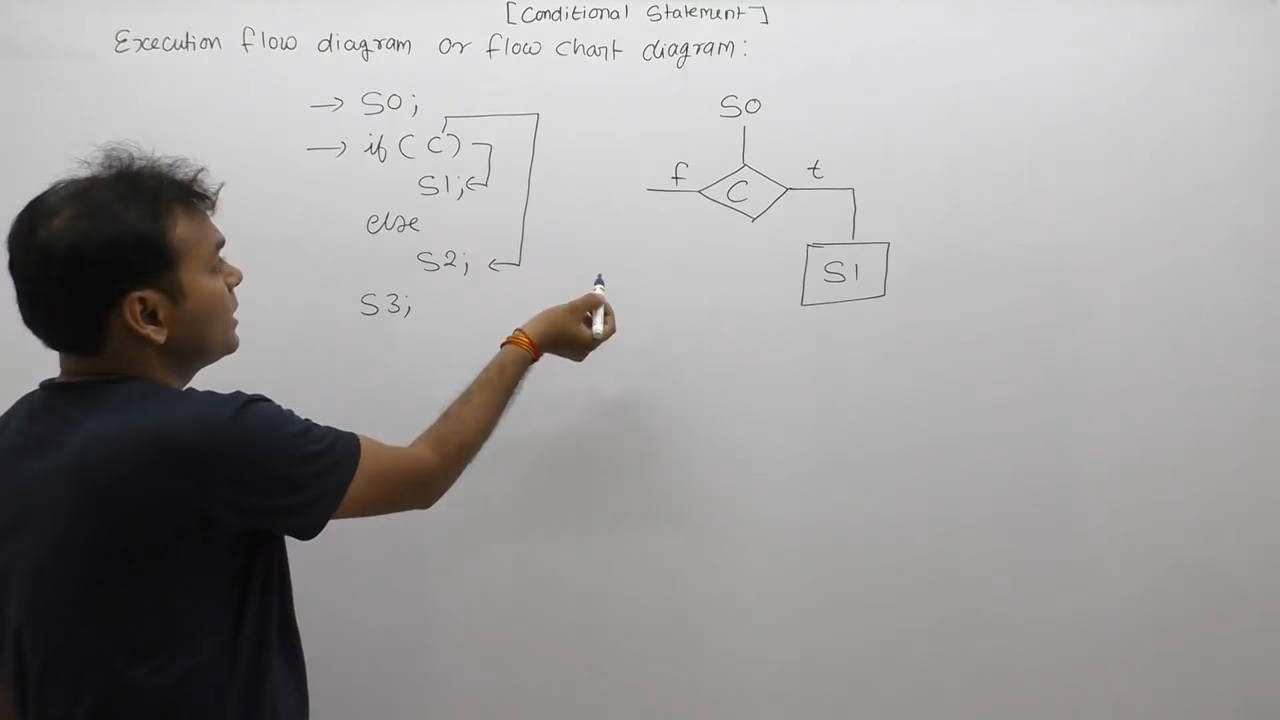 [Conditional Statement]
Execution flow diagram or flow chart diagram:
→ S0;
→ if (C)
S1;
else
S2;
S3;
S0
f C t
S1